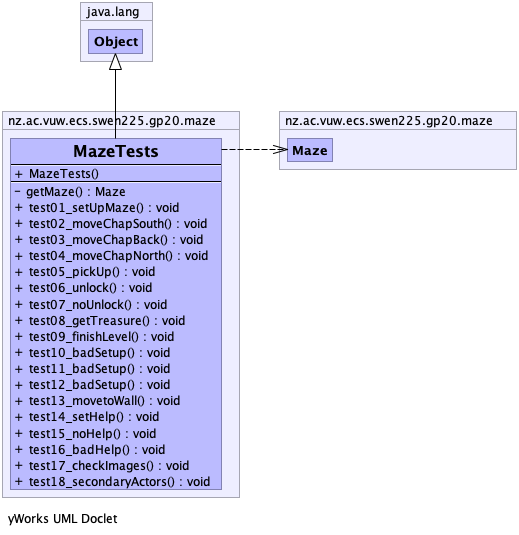 java.lang
Object
nz.ac.vuw.ecs.swen225.gp20.maze
MazeTests
+ MazeTests()
- getMaze() : Maze
+ test01_setUpMaze() : void
+ test02_moveChapSouth() : void
+ test03_moveChapBack() : void
+ test04_moveChapNorth() : void
+ test05_pickUp() : void
+ test06_unlock() : void
+ test07_noUnlock() : void
+ test08_getTreasure() : void
+ test09_finishLevel() : void
+ test10_badSetup() : void
+ test11_badSetup() : void
+ test12_badSetup() : void
+ test13_movetoWall() : void
+ test14_setHelp() : void
+ test15_noHelp() : void
+ test16_badHelp() : void
+ test17_checkImages() : void
+ test18_secondaryActors() : void
nz.ac.vuw.ecs.swen225.gp20.maze
Maze
yWorks UML Doclet